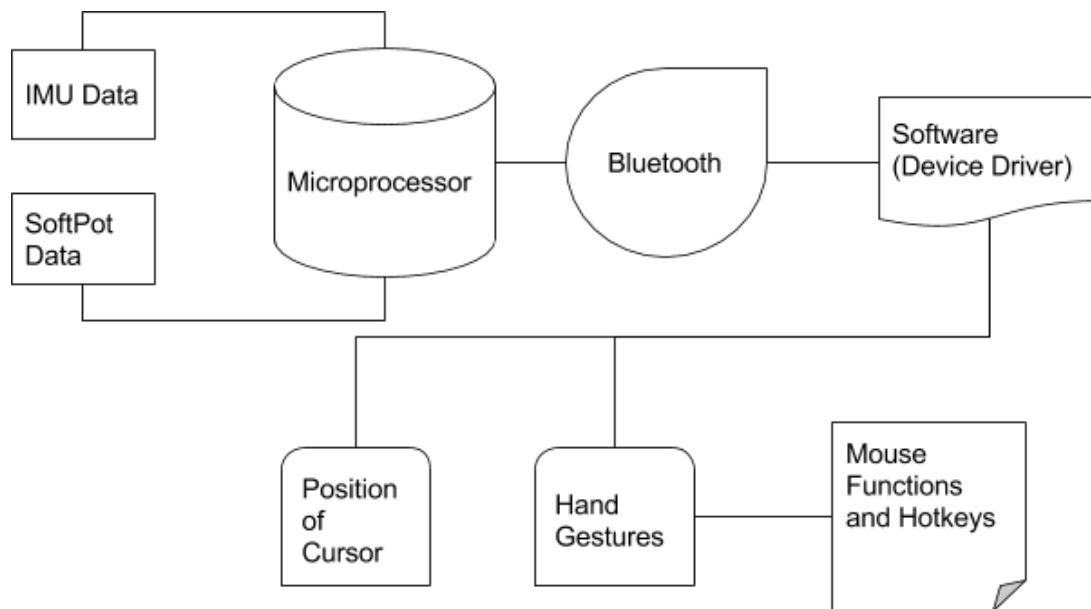 IMU Data
SoftPot
Data
Microprocessor
Bluetooth
Software
(Device Driver)
Position
of
Cursor
Hand
Gestures
Mouse
Functions
and Hotkeys